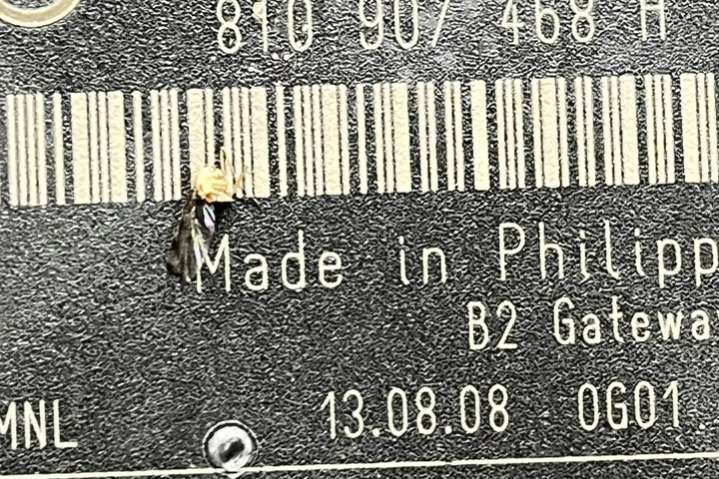 810 907 468 H
Made in Philipp
B2 Gatewa
MNL 13.08.08 0G01.